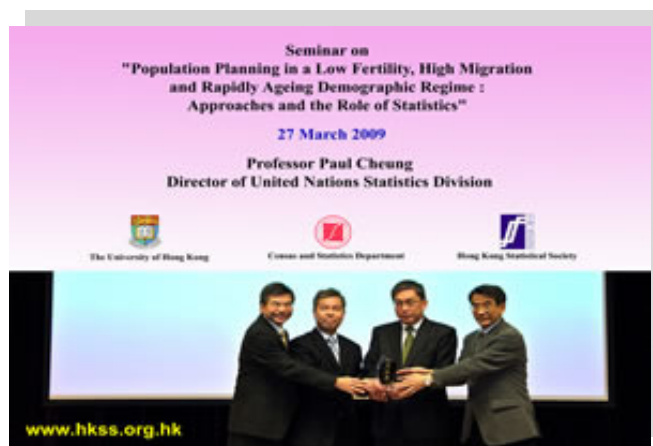 Seminar on
"Population Planning in a Low Fertility, High Migration
and Rapidly Ageing Demographic Regime :
Approaches and the Role of Statistics"
27 March 2009
Professor Paul Cheung
Director of United Nations Statistics Division
The University of Hong Kong
Census and Statistics Department
Hong Kong Statistical Society
www.hkss.org.hk